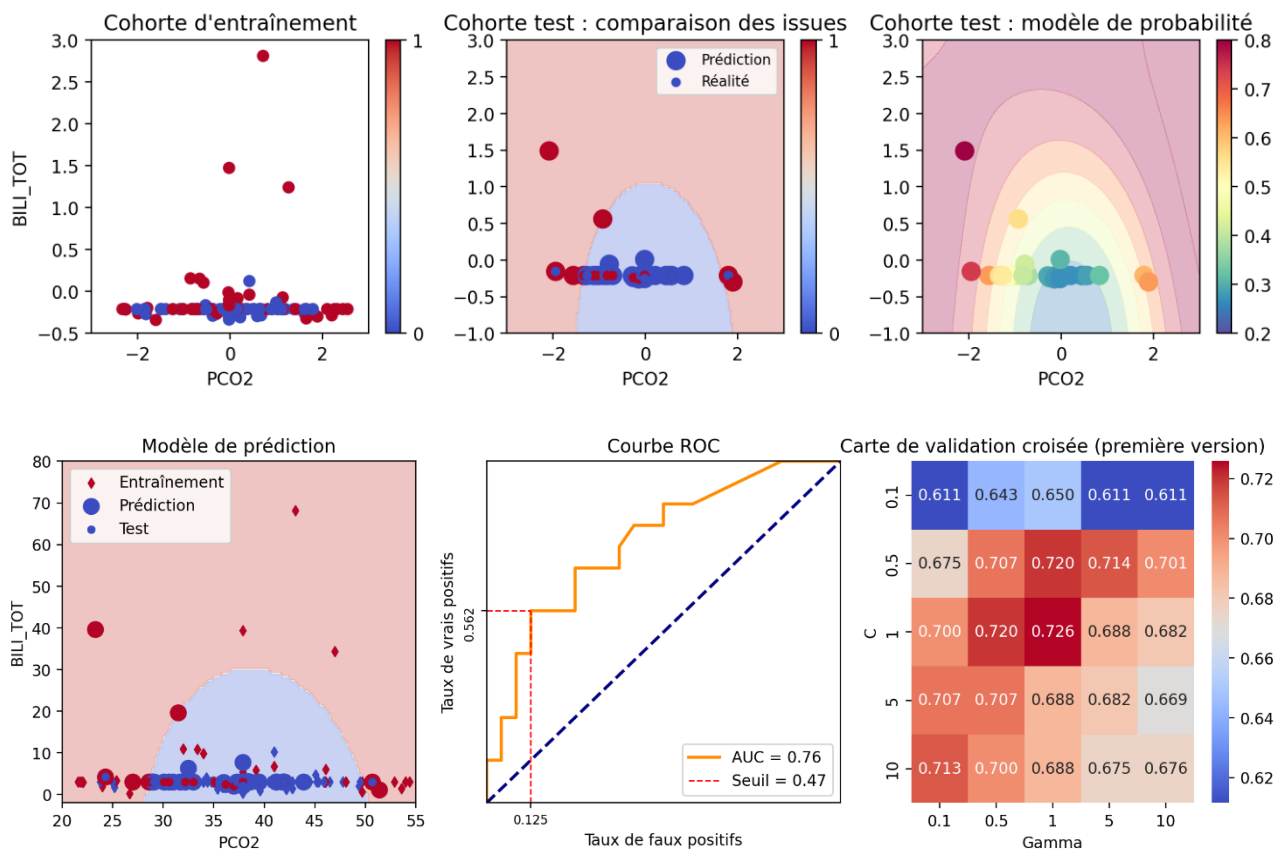 Cohorte d'entraînement
3.0
2.5
2.0
1.5
1.0
0.5
0.0
−0.5
BILI_TOT
−2
0
2
PCO2
1
0
Cohorte test : comparaison des issues
3.0
2.5
2.0
1.5
1.0
0.5
0.0
−0.5
−1.0
Prédiction
Réalité
−2
0
2
PCO2
1
0
Cohorte test : modèle de probabilité
3.0
2.5
2.0
1.5
1.0
0.5
0.0
−0.5
−1.0
−2
0
2
PCO2
0.8
0.7
0.6
0.5
0.4
0.3
0.2
Modèle de prédiction
80
70
60
50
40
30
20
10
0
BILI_TOT
Entraînement
Prédiction
Test
20
25
30
35
40
45
50
55
PCO2
Courbe ROC
Taux de vrais positifs
0.562
AUC = 0.76
Seuil = 0.47
0.125
Taux de faux positifs
Carte de validation croisée (première version)
0.1 0.611 0.643 0.650 0.611 0.611
0.5 0.675 0.707 0.720 0.714 0.701
C
1 0.700 0.720 0.726 0.688 0.682
5 0.707 0.707 0.688 0.682 0.669
10 0.713 0.700 0.688 0.675 0.676
0.1 0.5 1 5 10
Gamma
0.72
0.70
0.68
0.66
0.64
0.62